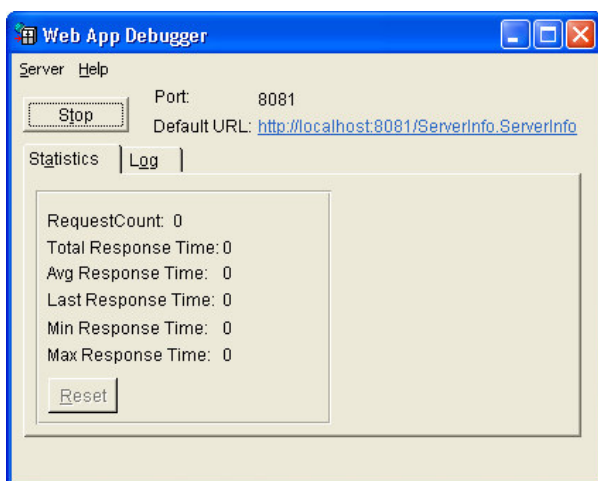 Web App Debugger
Server Help
Stop
Port: 8081
Default URL: http://localhost:8081/ServerInfo.ServerInfo
Statistics Log
RequestCount: 0
Total Response Time: 0
Avg Response Time: 0
Last Response Time: 0
Min Response Time: 0
Max Response Time: 0
Reset